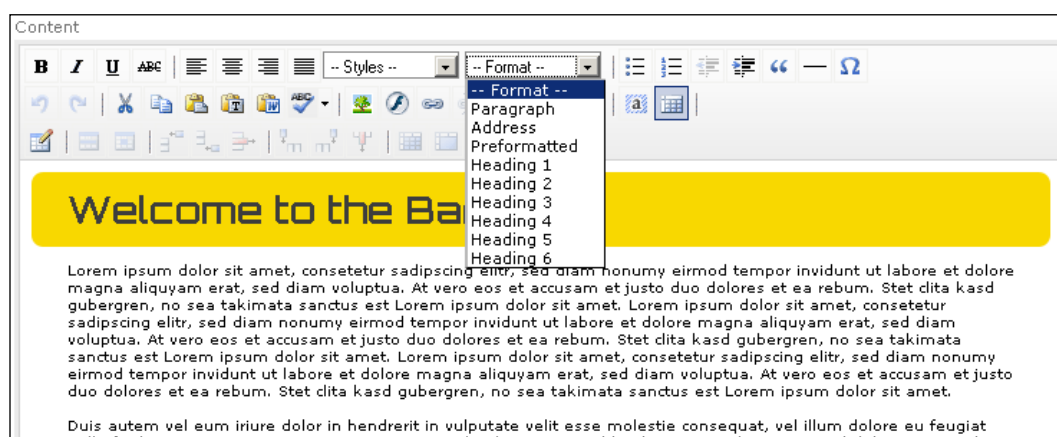 Content
B I U ABC -- Styles -- -- Format -- “ — Ω
-- Format --
Paragraph
Address
Preformatted
Heading 1
Heading 2
Heading 3
Heading 4
Heading 5
Heading 6
Welcome to the Ba
Lorem ipsum dolor sit amet, consetetur sadipscing elitr, sed diam nonumy eirmod tempor invidunt ut labore et dolore
magna aliquyam erat, sed diam voluptua. At vero eos et accusam et justo duo dolores et ea rebum. Stet clita kasd
gubergren, no sea takimata sanctus est Lorem ipsum dolor sit amet. Lorem ipsum dolor sit amet, consetetur
sadipscing elitr, sed diam nonumy eirmod tempor invidunt ut labore et dolore magna aliquyam erat, sed diam
voluptua. At vero eos et accusam et justo duo dolores et ea rebum. Stet clita kasd gubergren, no sea takimata
sanctus est Lorem ipsum dolor sit amet. Lorem ipsum dolor sit amet, consetetur sadipscing elitr, sed diam nonumy
eirmod tempor invidunt ut labore et dolore magna aliquyam erat, sed diam voluptua. At vero eos et accusam et justo
duo dolores et ea rebum. Stet clita kasd gubergren, no sea takimata sanctus est Lorem ipsum dolor sit amet.
Duis autem vel eum iriure dolor in hendrerit in vulputate velit esse molestie consequat, vel illum dolore eu feugiat